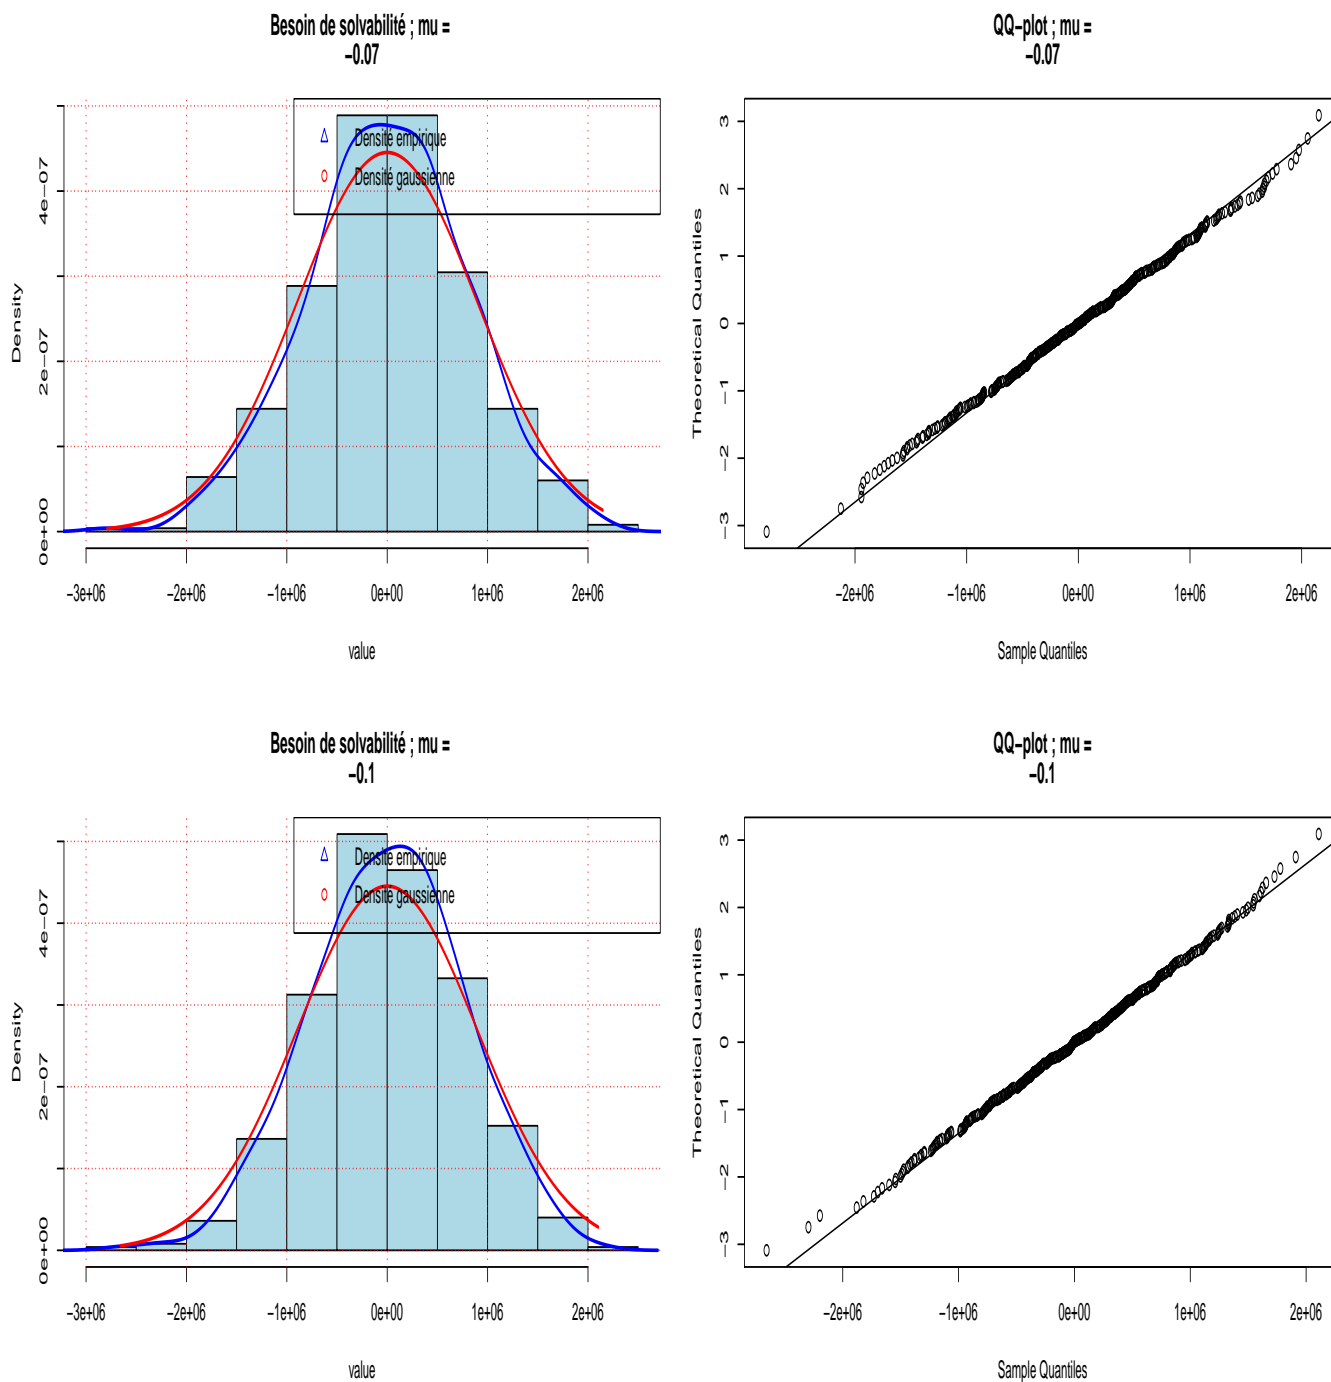 Besoin de solvabilité ; mu =
−0.07
Densité empirique
Densité gaussienne
Density
0e+00
2e−07
4e−07
−3e+06 −2e+06 −1e+06 0e+00 1e+06 2e+06
value
QQ−plot ; mu =
−0.07
Theoretical Quantiles
3
2
1
0
−1
−2
−3
−2e+06 −1e+06 0e+00 1e+06 2e+06
Sample Quantiles
Besoin de solvabilité ; mu =
−0.1
Densité empirique
Densité gaussienne
Density
0e+00
2e−07
4e−07
−3e+06 −2e+06 −1e+06 0e+00 1e+06 2e+06
value
QQ−plot ; mu =
−0.1
Theoretical Quantiles
3
2
1
0
−1
−2
−3
−2e+06 −1e+06 0e+00 1e+06 2e+06
Sample Quantiles